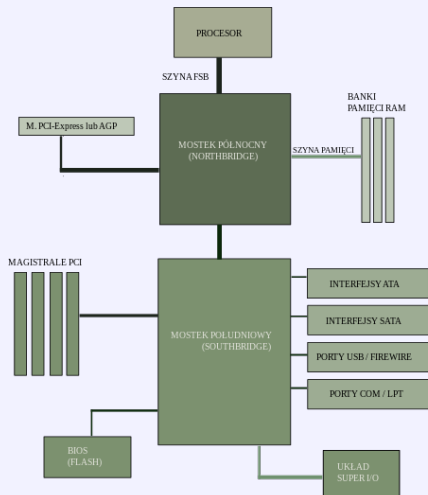 PROCESOR
SZYNA FSB
BANKI
PAMIĘCI RAM
M. PCI-Express lub AGP
MOSTEK PÓŁNOCNY
(NORTHBRIDGE)
SZYNA PAMIĘCI
MAGISTRALE PCI
INTERFEJSY ATA
INTERFEJSY SATA
MOSTEK POŁUDNIOWY
(SOUTHBRIDGE)
PORTY USB / FIREWIRE
PORTY COM / LPT
BIOS
(FLASH)
UKŁAD
SUPER I/O